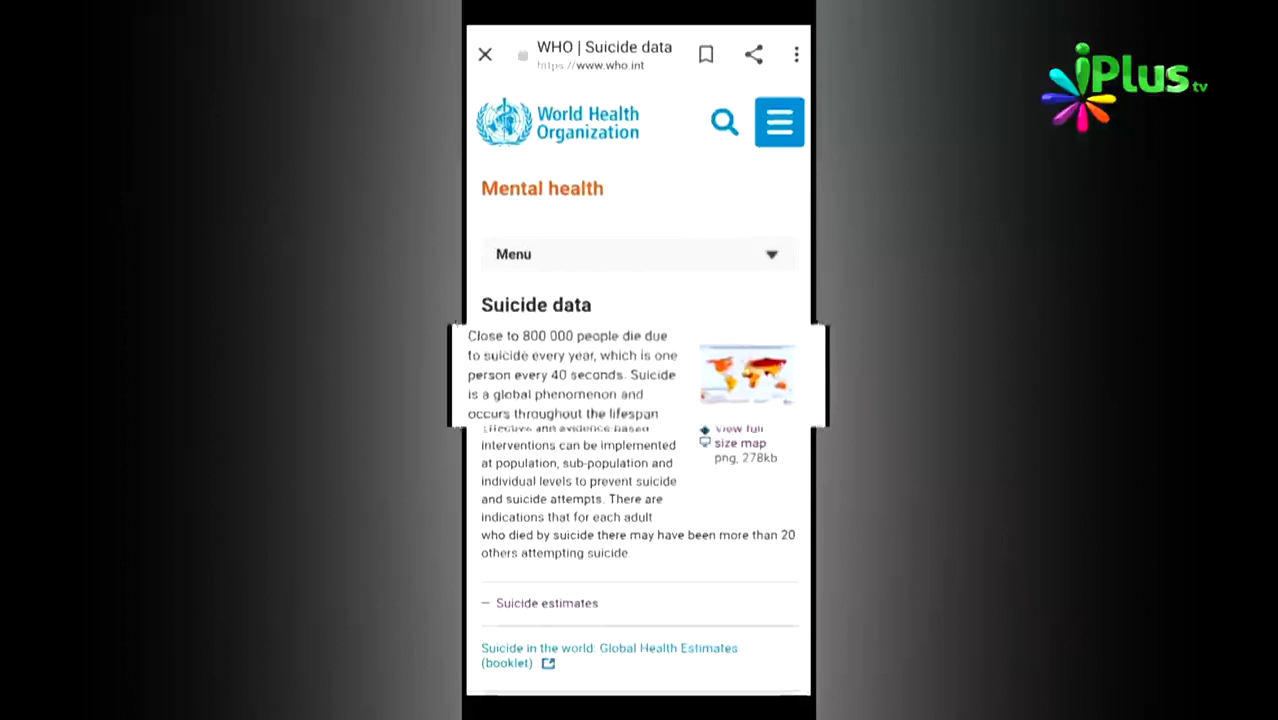 WHO | Suicide data
https://www.who.int
iPlus tv
World Health
Organization
Mental health
Menu
Suicide data
Close to 800 000 people die due
to suicide every year, which is one
person every 40 seconds. Suicide
is a global phenomenon and
occurs throughout the lifespan
Effective and evidence-based
interventions can be implemented
at population, sub-population and
individual levels to prevent suicide
and suicide attempts. There are
indications that for each adult
who died by suicide there may have been more than 20
others attempting suicide.
View full
size map
png, 278kb
– Suicide estimates
Suicide in the world: Global Health Estimates
(booklet)